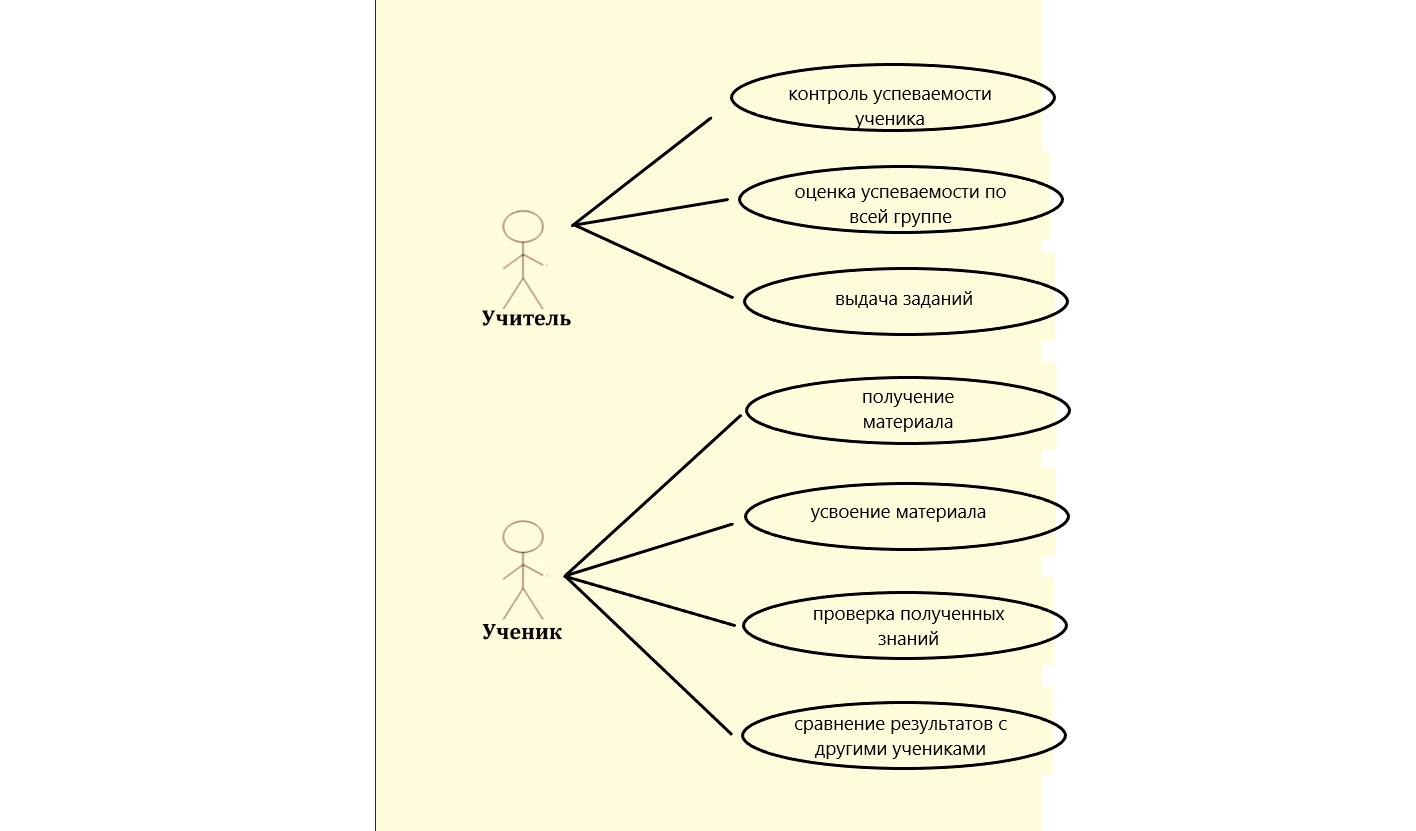 контроль успеваемости
ученика
оценка успеваемости по
всей группе
выдача заданий
Учитель
получение
материала
усвоение материала
проверка полученных
знаний
Ученик
сравнение результатов с
другими учениками